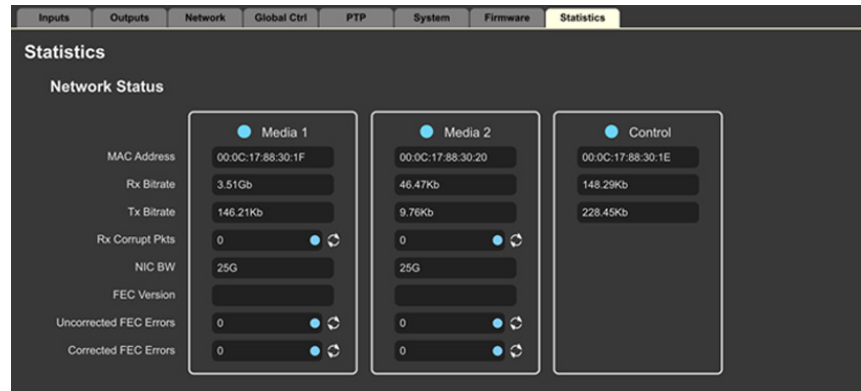 Inputs Outputs Network Global Ctrl PTP System Firmware Statistics
Statistics
Network Status
Media 1 Media 2 Control
MAC Address 00:0C:17:88:30:1F 00:0C:17:88:30:20 00:0C:17:88:30:1E
Rx Bitrate 3.51Gb 46.47Kb 148.29Kb
Tx Bitrate 146.21Kb 9.76Kb 228.45Kb
Rx Corrupt Pkts 0 0
NIC BW 25G 25G
FEC Version
Uncorrected FEC Errors 0 0
Corrected FEC Errors 0 0